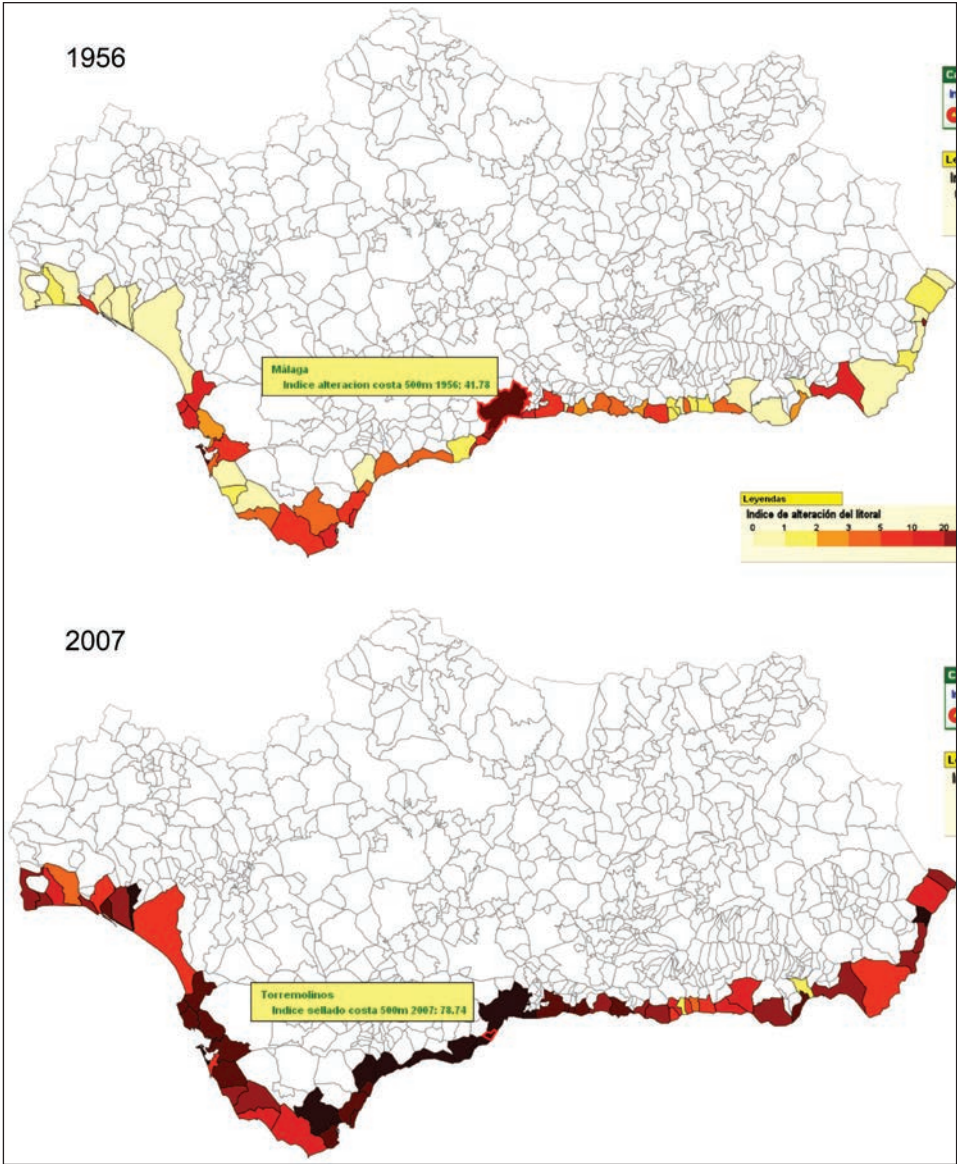 1956
Málaga
Indice alteracion costa 500m 1956: 41.78
Leyendas
Indice de alteración del litoral
0 1 2 3 5 10 20
2007
Torremolinos
Indice sellado costa 500m 2007: 78.74